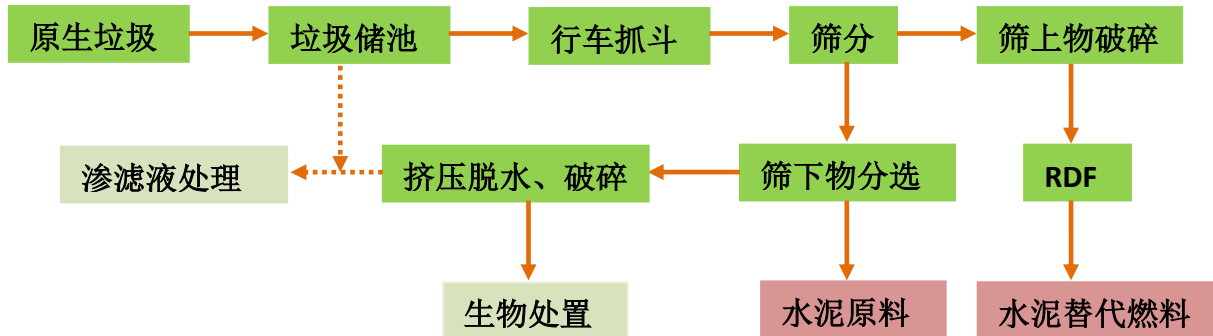 原生垃圾
垃圾储池
行车抓斗
筛分
筛上物破碎
渗滤液处理
挤压脱水、破碎
筛下物分选
RDF
生物处置
水泥原料
水泥替代燃料